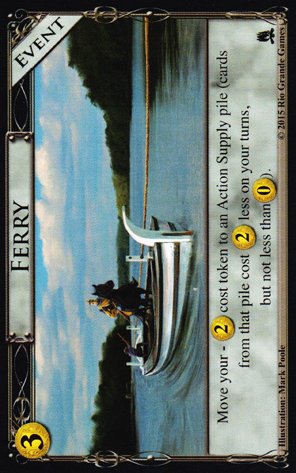 EVENT
FERRY
3
Move your - 2 cost token to an Action Supply pile (cards
from that pile cost 2 less on your turns,
but not less than 0).
Illustration: Mark Poole
© 2015 Rio Grande Games